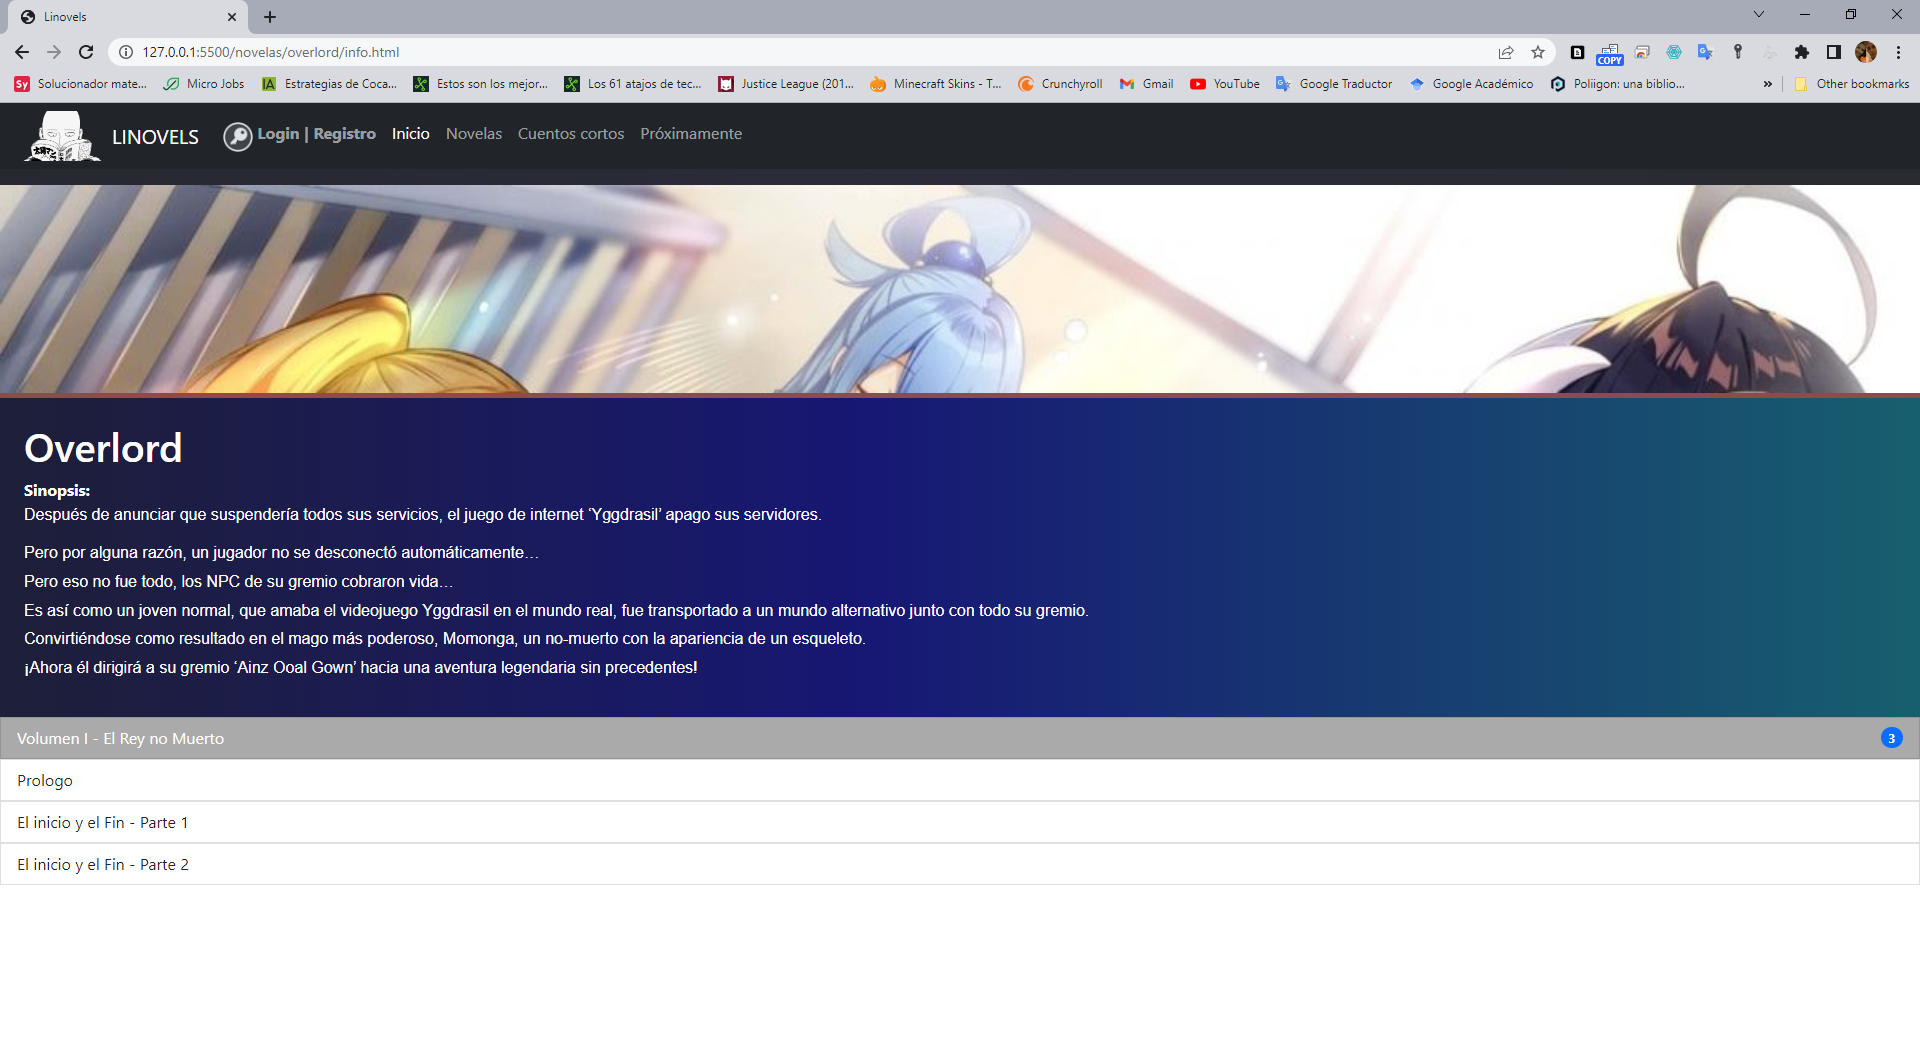 Linovels
127.0.0.1:5500/novelas/overlord/info.html
COPY
Sy Solucionador mate... Micro Jobs IA Estrategias de Coca... Estos son los mejor... Los 61 atajos de tec... Justice League (201... Minecraft Skins - T... Crunchyroll Gmail YouTube Google Traductor Google Académico Poliigon: una biblio... » Other bookmarks
LINOVELS Login | Registro Inicio Novelas Cuentos cortos Próximamente
Overlord
Sinopsis:
Después de anunciar que suspendería todos sus servicios, el juego de internet ‘Yggdrasil’ apago sus servidores.
Pero por alguna razón, un jugador no se desconectó automáticamente…
Pero eso no fue todo, los NPC de su gremio cobraron vida…
Es así como un joven normal, que amaba el videojuego Yggdrasil en el mundo real, fue transportado a un mundo alternativo junto con todo su gremio.
Convirtiéndose como resultado en el mago más poderoso, Momonga, un no-muerto con la apariencia de un esqueleto.
¡Ahora él dirigirá a su gremio ‘Ainz Ooal Gown’ hacia una aventura legendaria sin precedentes!
Volumen I - El Rey no Muerto 3
Prologo
El inicio y el Fin - Parte 1
El inicio y el Fin - Parte 2